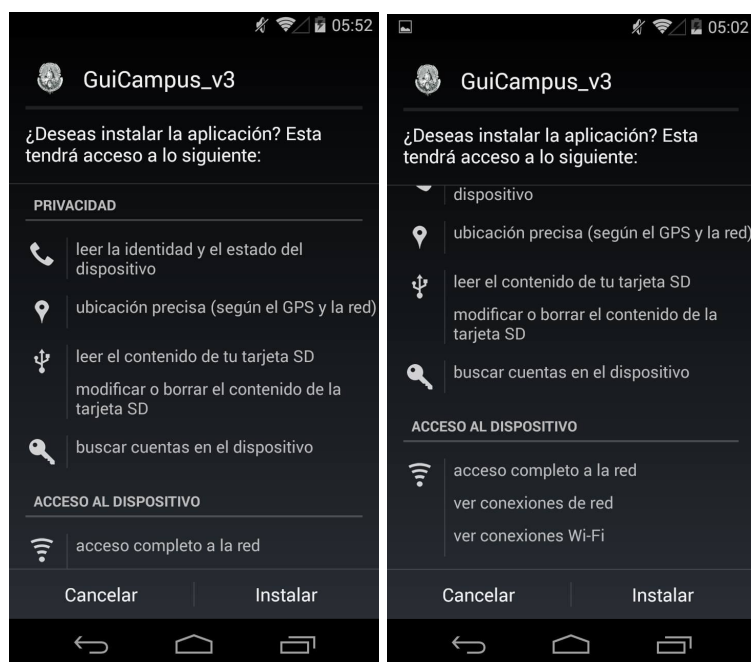 05:52
GuiCampus_v3
¿Deseas instalar la aplicación? Esta
tendrá acceso a lo siguiente:
PRIVACIDAD
leer la identidad y el estado del
dispositivo
ubicación precisa (según el GPS y la red)
leer el contenido de tu tarjeta SD
modificar o borrar el contenido de la
tarjeta SD
buscar cuentas en el dispositivo
ACCESO AL DISPOSITIVO
acceso completo a la red
Cancelar Instalar
05:02
GuiCampus_v3
¿Deseas instalar la aplicación? Esta
tendrá acceso a lo siguiente:
dispositivo
ubicación precisa (según el GPS y la red)
leer el contenido de tu tarjeta SD
modificar o borrar el contenido de la
tarjeta SD
buscar cuentas en el dispositivo
ACCESO AL DISPOSITIVO
acceso completo a la red
ver conexiones de red
ver conexiones Wi-Fi
Cancelar Instalar